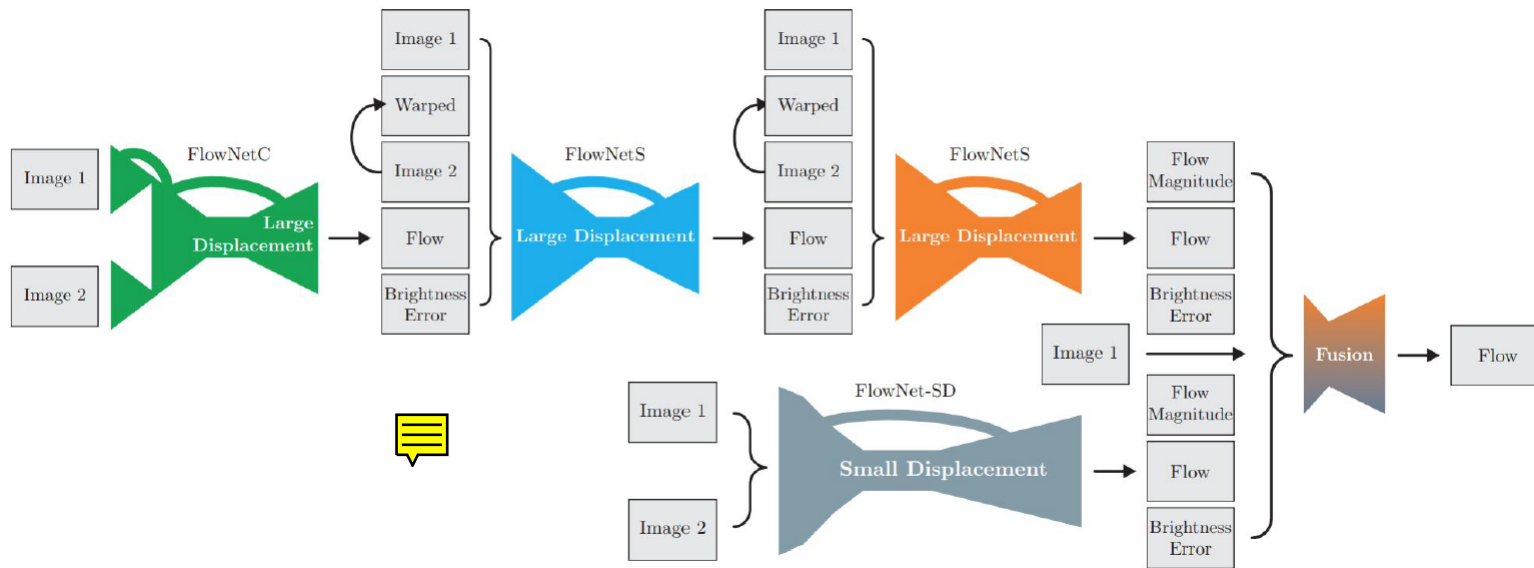 Image 1
Image 2
FlowNetC
Large
Displacement
Image 1
Warped
Image 2
Flow
Brightness
Error
FlowNetS
Large Displacement
Image 1
Warped
Image 2
Flow
Brightness
Error
FlowNetS
Large Displacement
Flow
Magnitude
Flow
Brightness
Error
Image 1
Image 1
Image 2
FlowNet-SD
Small Displacement
Flow
Magnitude
Flow
Brightness
Error
Fusion
Flow